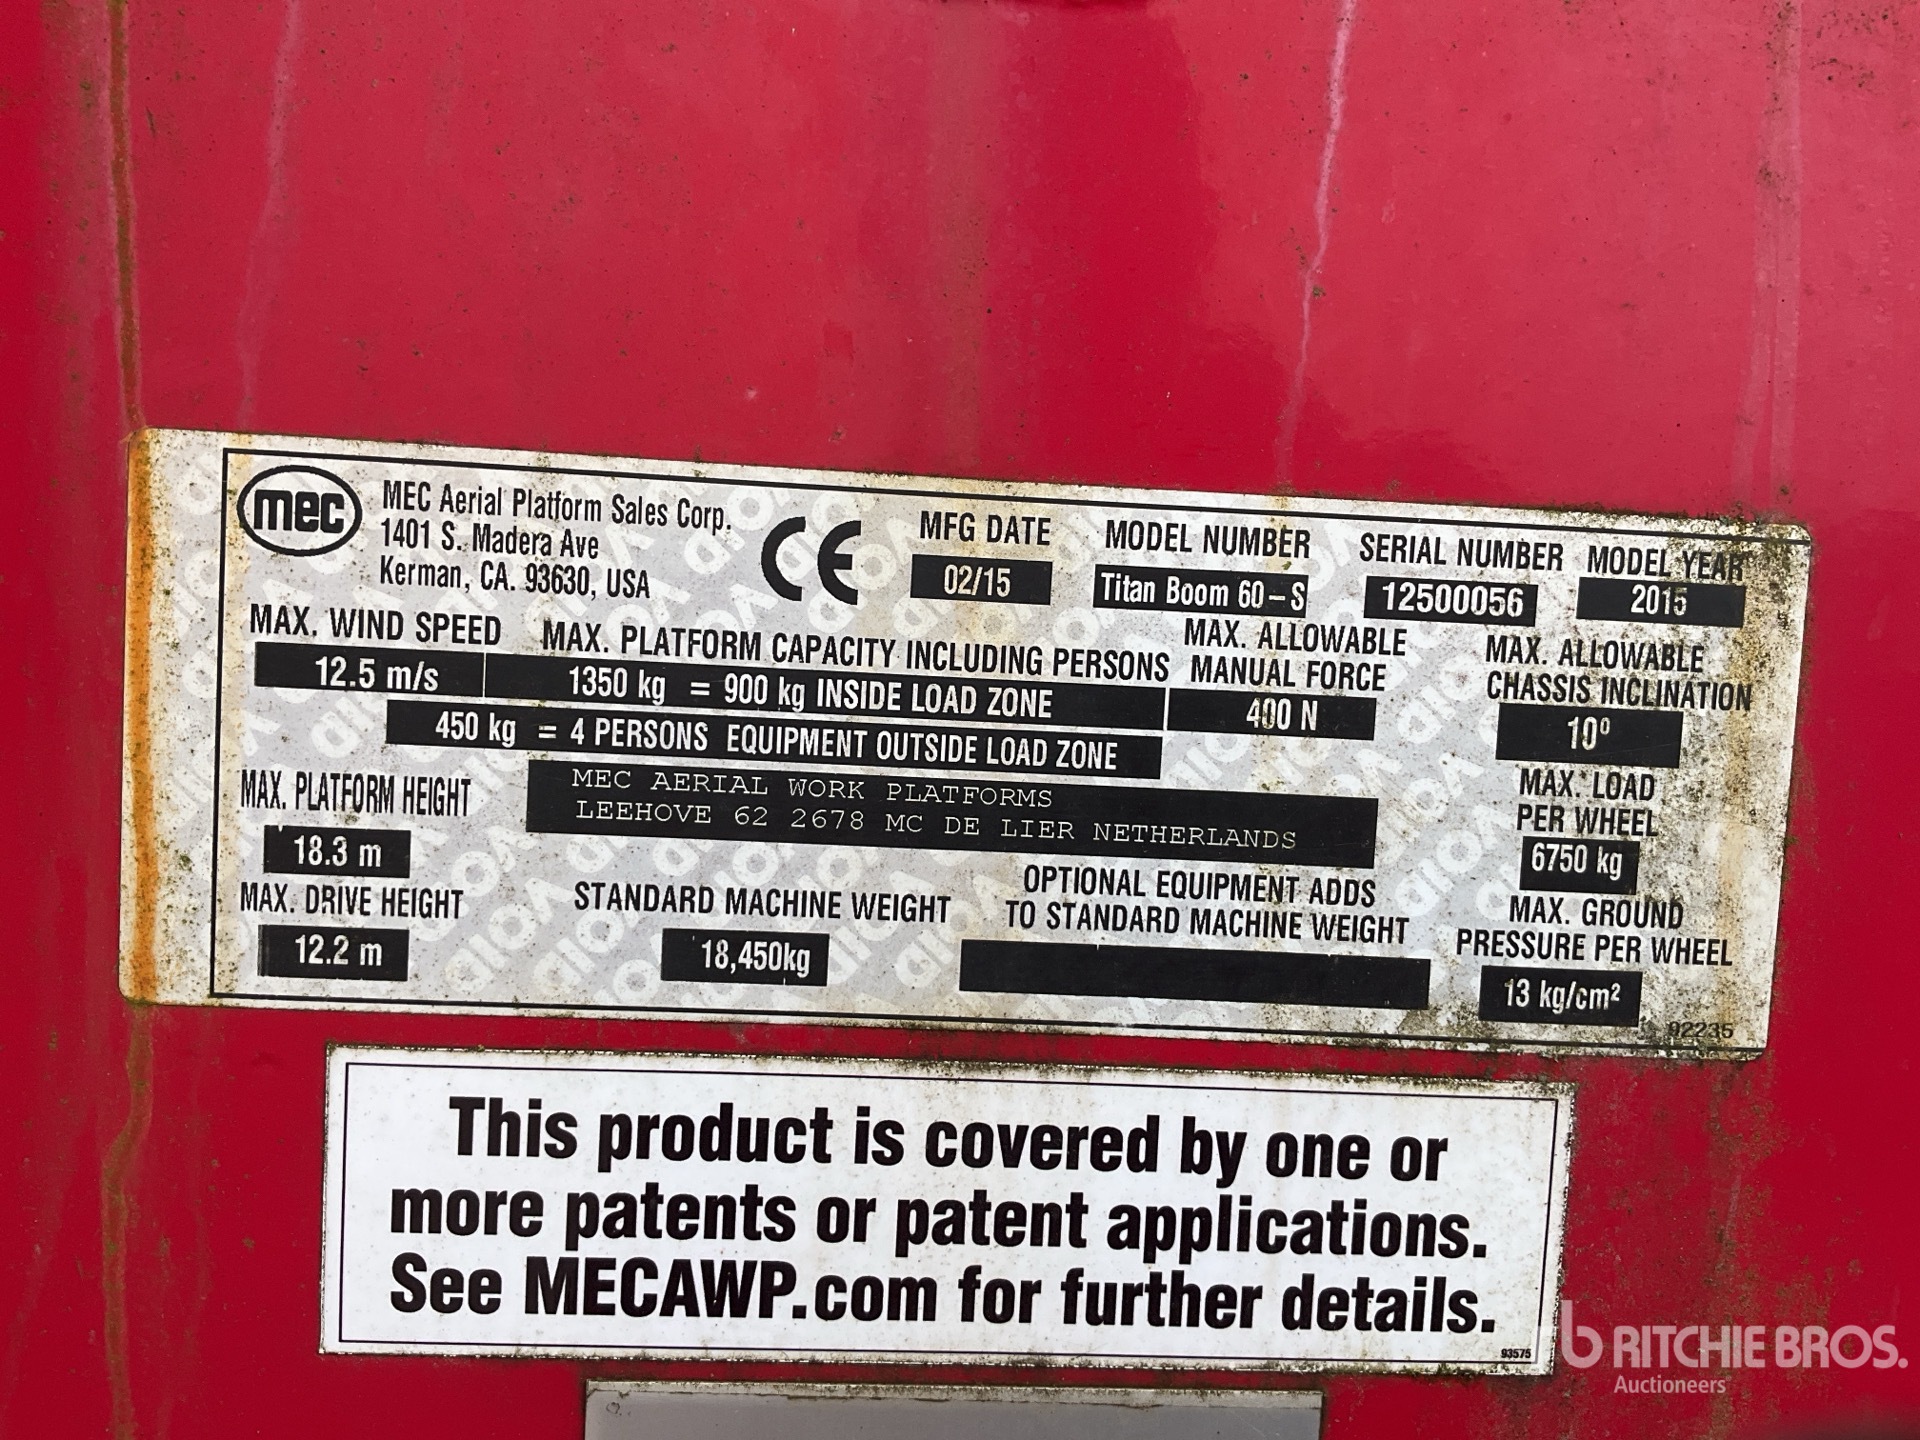 mec
MEC Aerial Platform Sales Corp.
1401 S. Madera Ave
Kerman, CA. 93630, USA
CE
MFG DATE
02/15
MODEL NUMBER
Titan Boom 60-S
SERIAL NUMBER
12500056
MODEL YEAR
2015
MAX. WIND SPEED
12.5 m/s
MAX. PLATFORM CAPACITY INCLUDING PERSONS
1350 kg = 900 kg INSIDE LOAD ZONE
450 kg = 4 PERSONS EQUIPMENT OUTSIDE LOAD ZONE
MAX. ALLOWABLE
MANUAL FORCE
400 N
MAX. ALLOWABLE
CHASSIS INCLINATION
10⁰
MAX. PLATFORM HEIGHT
18.3 m
MEC AERIAL WORK PLATFORMS
LEEHOVE 62 2678 MC DE LIER NETHERLANDS
MAX. LOAD
PER WHEEL
6750 kg
MAX. DRIVE HEIGHT
12.2 m
STANDARD MACHINE WEIGHT
18,450kg
OPTIONAL EQUIPMENT ADDS
TO STANDARD MACHINE WEIGHT
MAX. GROUND
PRESSURE PER WHEEL
13 kg/cm²
92235
This product is covered by one or
more patents or patent applications.
See MECAWP.com for further details.
93575
RITCHIE BROS.
Auctioneers